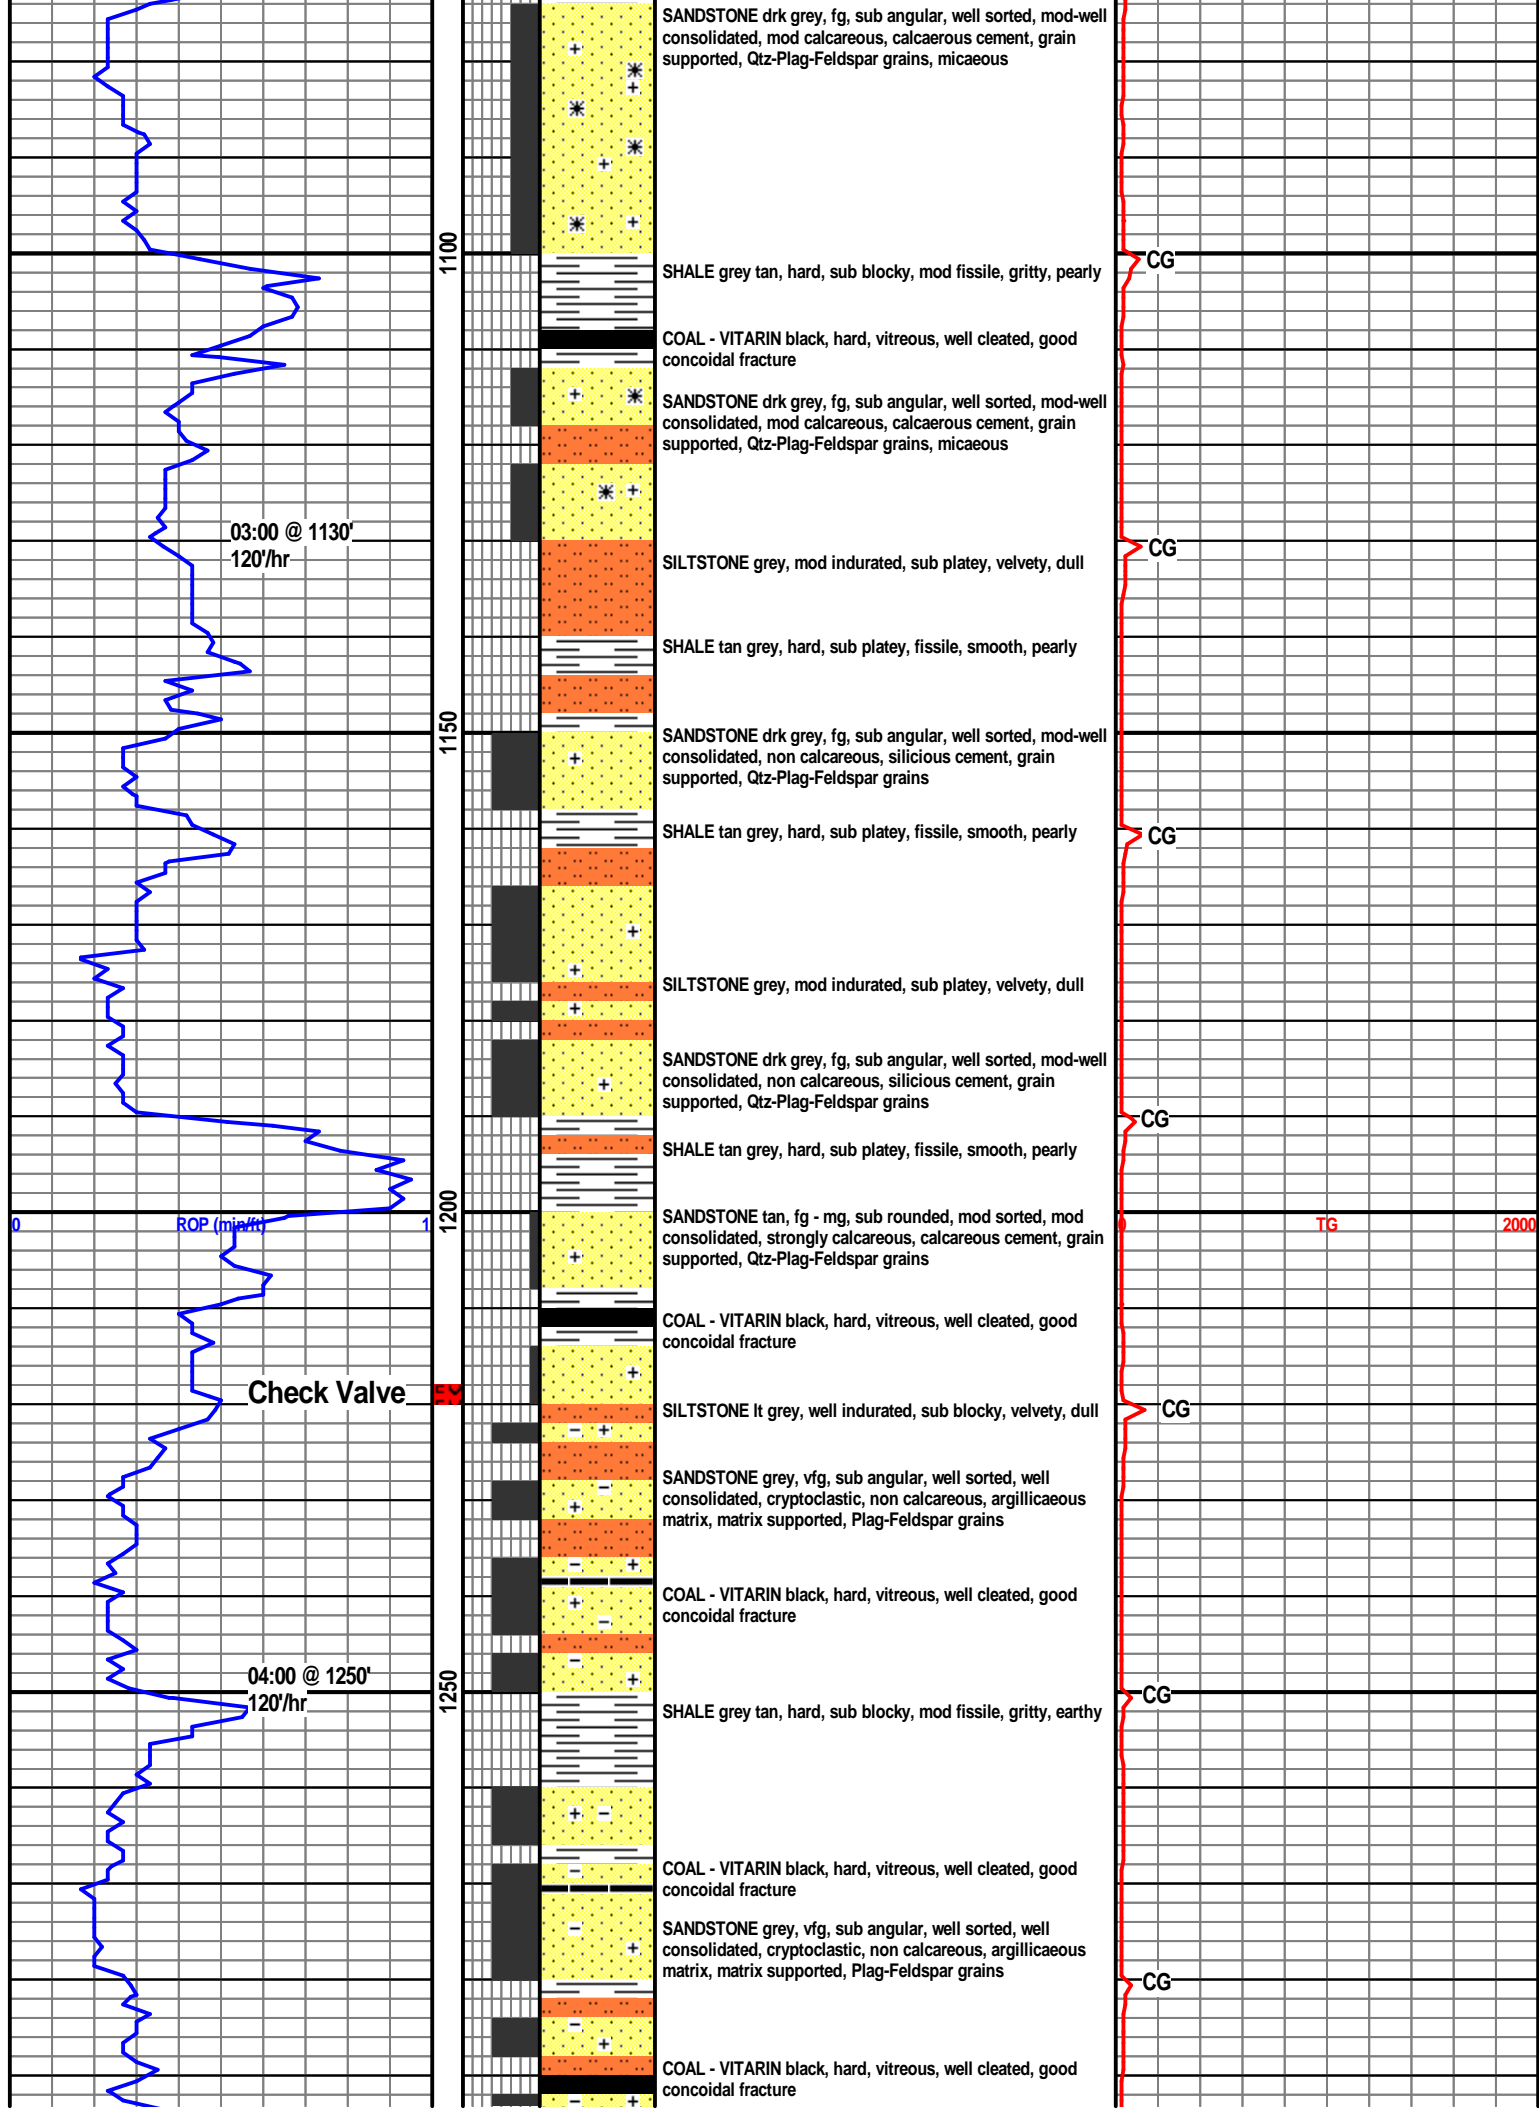 SANDSTONE drk grey, fg, sub angular, well sorted, mod-well
consolidated, mod calcareous, calcaerous cement, grain
supported, Qtz-Plag-Feldspar grains, micaeous
1100
CG
SHALE grey tan, hard, sub blocky, mod fissile, gritty, pearly
COAL - VITARIN black, hard, vitreous, well cleated, good
concoidal fracture
SANDSTONE drk grey, fg, sub angular, well sorted, mod-well
consolidated, mod calcareous, calcaerous cement, grain
supported, Qtz-Plag-Feldspar grains, micaeous
03:00 @ 1130'
120'/hr
CG
SILTSTONE grey, mod indurated, sub platey, velvety, dull
SHALE tan grey, hard, sub platey, fissile, smooth, pearly
1150
SANDSTONE drk grey, fg, sub angular, well sorted, mod-well
consolidated, non calcareous, silicious cement, grain
supported, Qtz-Plag-Feldspar grains
SHALE tan grey, hard, sub platey, fissile, smooth, pearly
CG
SILTSTONE grey, mod indurated, sub platey, velvety, dull
SANDSTONE drk grey, fg, sub angular, well sorted, mod-well
consolidated, non calcareous, silicious cement, grain
supported, Qtz-Plag-Feldspar grains
CG
SHALE tan grey, hard, sub platey, fissile, smooth, pearly
1200
0 ROP (min/ft) 1
SANDSTONE tan, fg - mg, sub rounded, mod sorted, mod
consolidated, strongly calcareous, calcareous cement, grain
supported, Qtz-Plag-Feldspar grains
0 TG 2000
COAL - VITARIN black, hard, vitreous, well cleated, good
concoidal fracture
Check Valve
SILTSTONE lt grey, well indurated, sub blocky, velvety, dull
CG
SANDSTONE grey, vfg, sub angular, well sorted, well
consolidated, cryptoclastic, non calcareous, argillicaeous
matrix, matrix supported, Plag-Feldspar grains
COAL - VITARIN black, hard, vitreous, well cleated, good
concoidal fracture
04:00 @ 1250'
120'/hr
1250
CG
SHALE grey tan, hard, sub blocky, mod fissile, gritty, earthy
COAL - VITARIN black, hard, vitreous, well cleated, good
concoidal fracture
SANDSTONE grey, vfg, sub angular, well sorted, well
consolidated, cryptoclastic, non calcareous, argillicaeous
matrix, matrix supported, Plag-Feldspar grains
CG
COAL - VITARIN black, hard, vitreous, well cleated, good
concoidal fracture